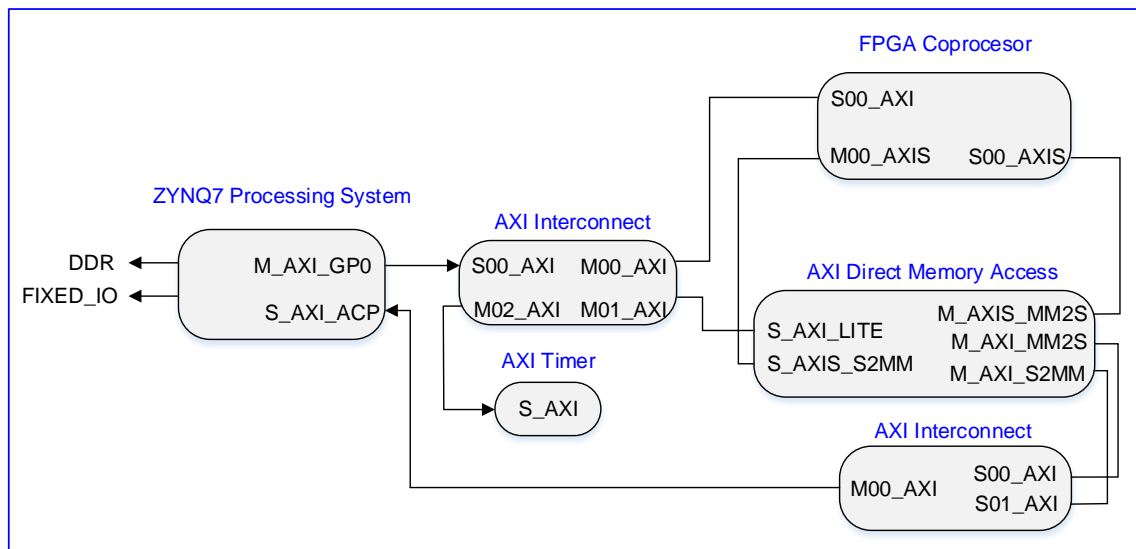 FPGA Coprocesor
S00_AXI
M00_AXIS S00_AXIS
ZYNQ7 Processing System
DDR
FIXED_IO
M_AXI_GP0
S_AXI_ACP
AXI Interconnect
S00_AXI M00_AXI
M02_AXI M01_AXI
AXI Timer
S_AXI
AXI Direct Memory Access
M_AXIS_MM2S
S_AXI_LITE M_AXI_MM2S
S_AXIS_S2MM M_AXI_S2MM
AXI Interconnect
M00_AXI S00_AXI
S01_AXI